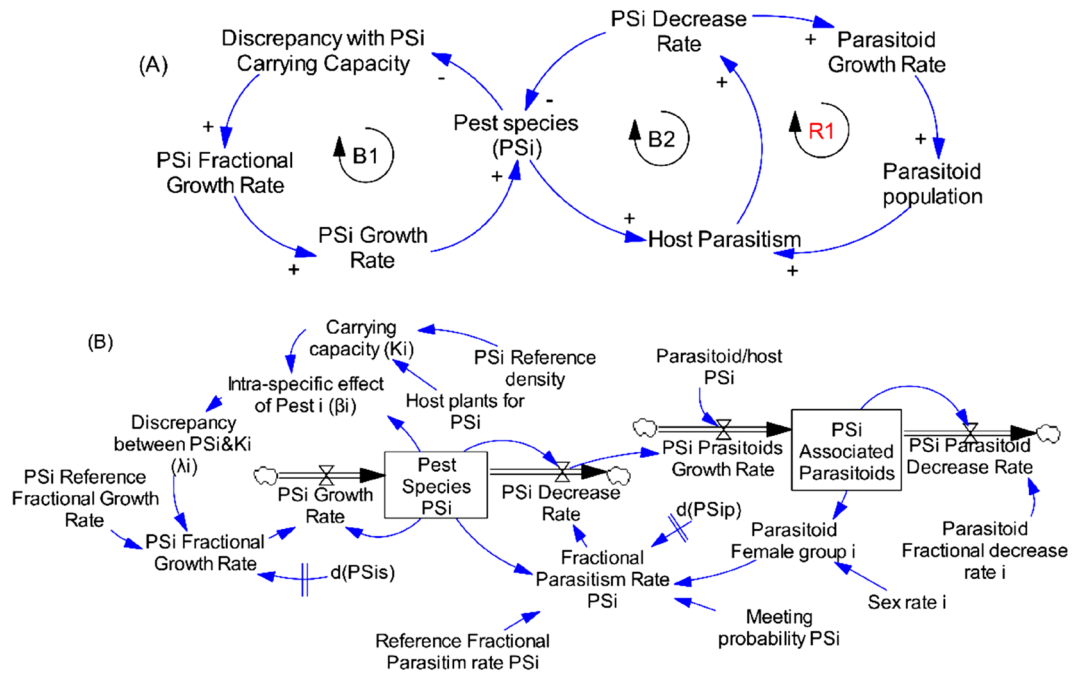 (A)
Discrepancy with PSi
Carrying Capacity
-
+
PSi Fractional
Growth Rate
B1
+
PSi Growth
Rate
+
Pest species
(PSi)
-
PSi Decrease
Rate
+
Parasitoid
Growth Rate
+
B2
R1
+
Parasitoid
population
+
Host Parasitism
+
(B)
Carrying
capacity (Ki)
PSi Reference
density
Intra-specific effect
of Pest i (βi)
Host plants for
PSi
Discrepancy
between PSi&Ki
(λi)
PSi Reference
Fractional Growth
Rate
PSi Growth
Rate
Pest
Species
PSi
PSi Decrease
Rate
Parasitoid/host
PSi
PSi Prasitoids
Growth Rate
PSi
Associated
Parasitoids
PSi Parasitoid
Decrease Rate
PSi Fractional
Growth Rate
d(PSis)
d(PSip)
Fractional
Parasitism Rate
PSi
Parasitoid
Female group i
Parasitoid
Fractional decrease
rate i
Sex rate i
Meeting
probability PSi
Reference Fractional
Parasitim rate PSi